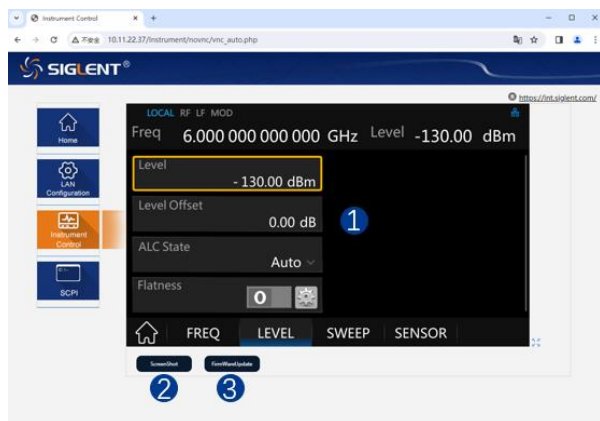 Instrument Control
不安全 10.11.22.37/Instrument/novnc/vnc_auto.php
SIGLENT®
https://int.siglent.com/
Home
LAN Configuration
Instrument Control
SCPI
LOCAL RF LF MOD
Freq 6.000 000 000 000 GHz Level -130.00 dBm
Level
- 130.00 dBm
Level Offset
0.00 dB
ALC State
Auto
Flatness
0
1
FREQ LEVEL SWEEP SENSOR
ScreenShot FirmWareUpdate
2 3